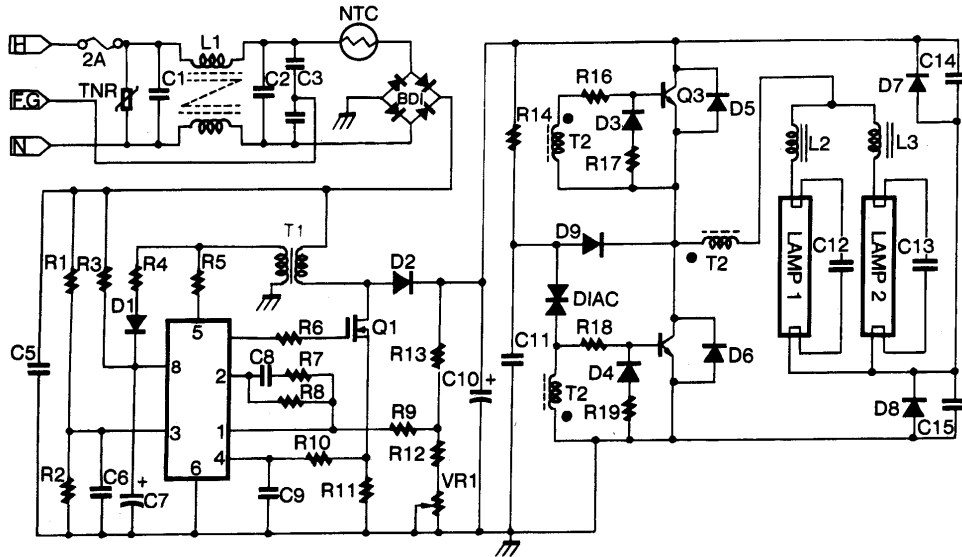 H
2A
L1
NTC
TNR
C1
C2
C3
BD1
F.G
N
R14
R16
D3
T2
R17
Q3
D5
D7
C14
L2
L3
R1
R3
R4
R5
T1
D1
D2
D9
T2
LAMP 1
C12
LAMP 2
C13
DIAC
C5
5
R6
Q1
8
C8
R7
2
R8
R13
C10
+
C11
R18
D4
R19
T2
D6
D8
C15
3
1
R9
R12
4
R10
6
R2
C6
+
C7
C9
R11
VR1